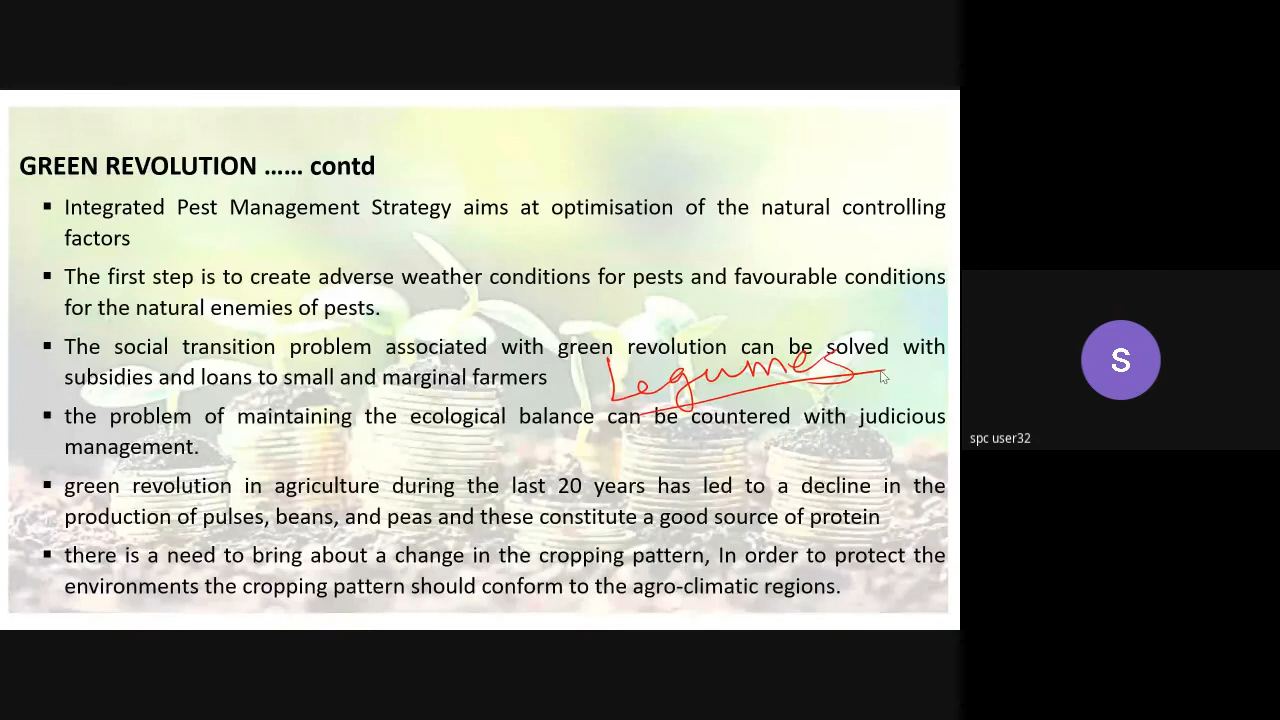 GREEN REVOLUTION …… contd
▪ Integrated Pest Management Strategy aims at optimisation of the natural controlling
factors
▪ The first step is to create adverse weather conditions for pests and favourable conditions
for the natural enemies of pests.
▪ The social transition problem associated with green revolution can be solved with
subsidies and loans to small and marginal farmers
Legumes
▪ the problem of maintaining the ecological balance can be countered with judicious
management.
▪ green revolution in agriculture during the last 20 years has led to a decline in the
production of pulses, beans, and peas and these constitute a good source of protein
▪ there is a need to bring about a change in the cropping pattern, In order to protect the
environments the cropping pattern should conform to the agro-climatic regions.
S
spc user32